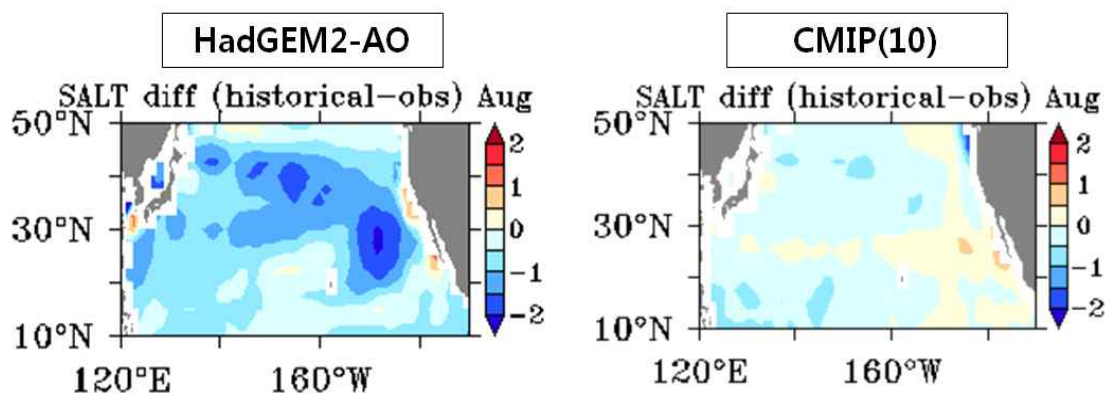 HadGEM2-AO
CMIP(10)
SALT diff (historical-obs) Aug
50°N
30°N
10°N
120°E
160°W
2
1
0
-1
-2
SALT diff (historical-obs) Aug
50°N
30°N
10°N
120°E
160°W
2
1
0
-1
-2